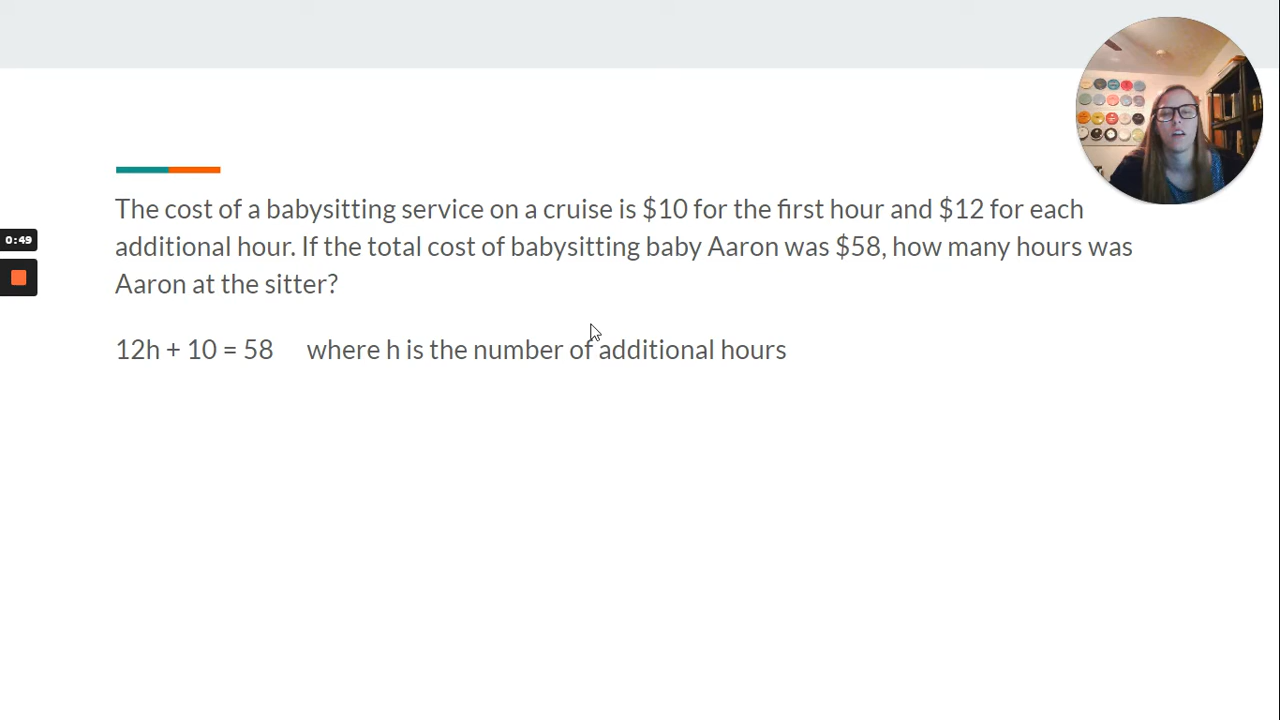 The cost of a babysitting service on a cruise is $10 for the first hour and $12 for each
additional hour. If the total cost of babysitting baby Aaron was $58, how many hours was
Aaron at the sitter?
0:49
12h + 10 = 58 where h is the number of additional hours